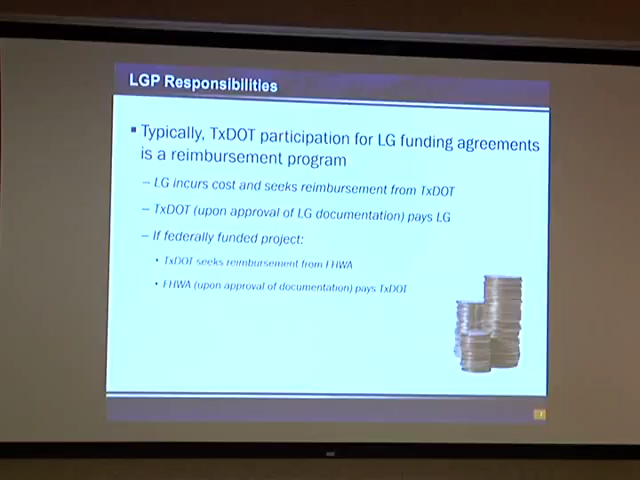 LGP Responsibilities
▪ Typically, TxDOT participation for LG funding agreements
is a reimbursement program
– LG incurs cost and seeks reimbursement from TxDOT
– TxDOT (upon approval of LG documentation) pays LG
– If federally funded project:
• TxDOT seeks reimbursement from FHWA
• FHWA (upon approval of documentation) pays TxDOT